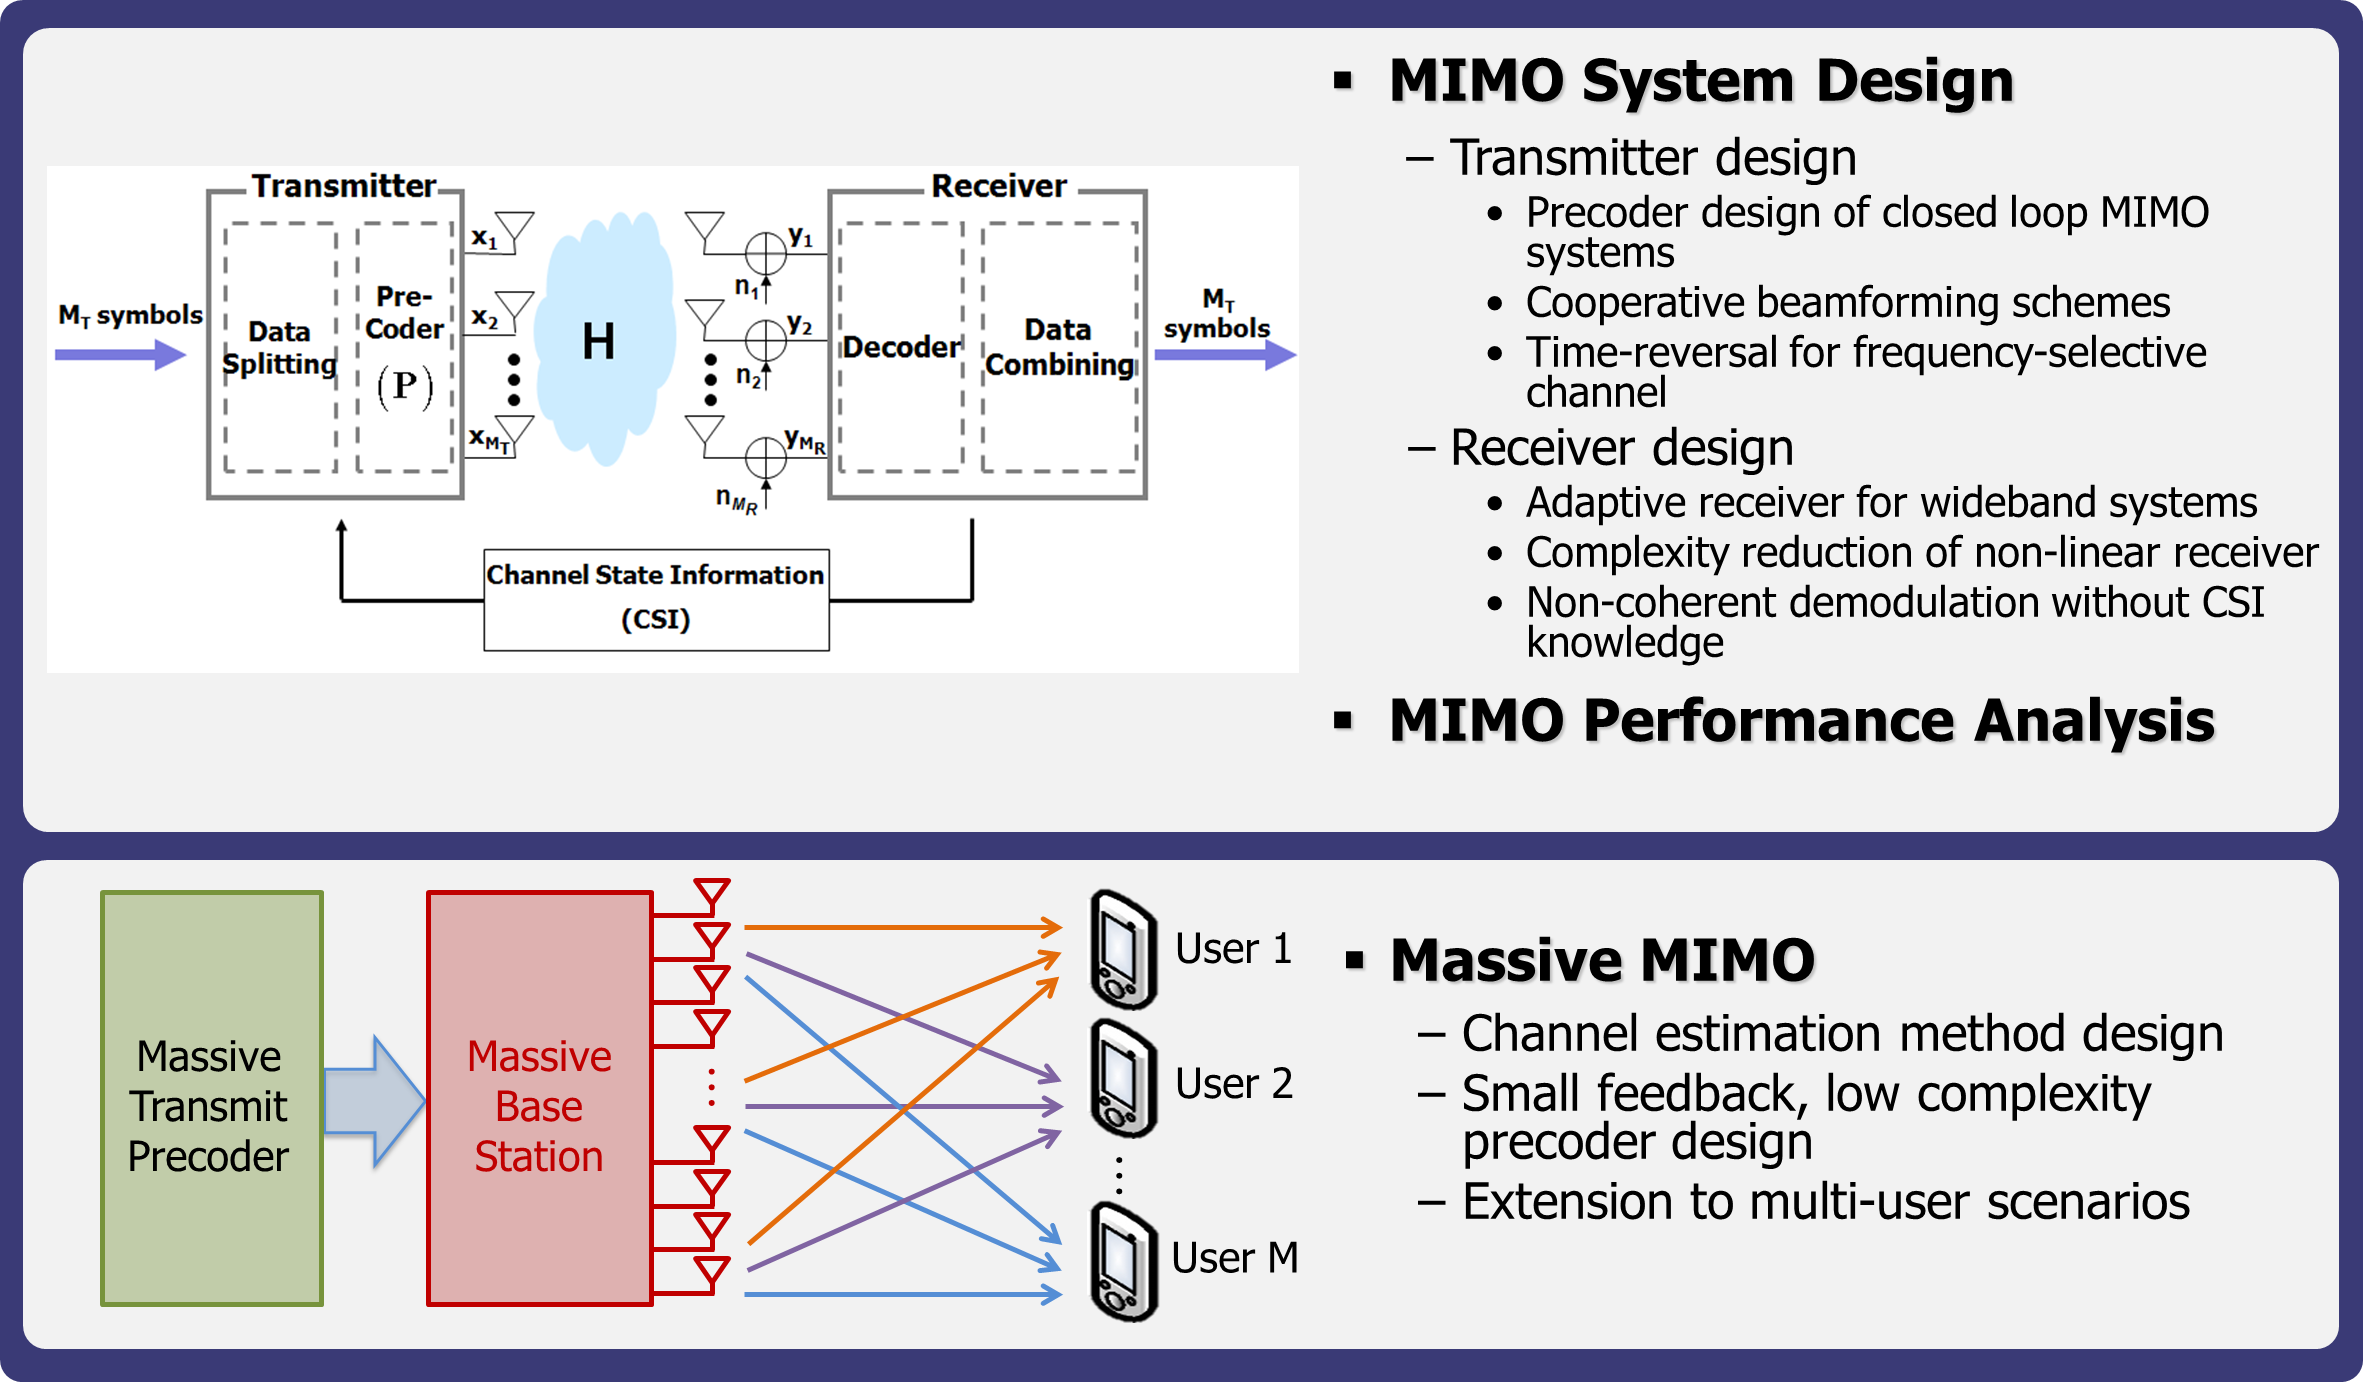 Transmitter
Receiver
M_T symbols
Data
Splitting
Pre-
Coder
(P)
x_1
x_2
x_{M_T}
H
y_1
n_1
y_2
n_2
y_{M_R}
n_{M_R}
Decoder
Data
Combining
M_T
symbols
Channel State Information
(CSI)
▪ MIMO System Design
– Transmitter design
• Precoder design of closed loop MIMO
systems
• Cooperative beamforming schemes
• Time-reversal for frequency-selective
channel
– Receiver design
• Adaptive receiver for wideband systems
• Complexity reduction of non-linear receiver
• Non-coherent demodulation without CSI
knowledge
▪ MIMO Performance Analysis
Massive
Transmit
Precoder
Massive
Base
Station
User 1
User 2
User M
▪ Massive MIMO
– Channel estimation method design
– Small feedback, low complexity
precoder design
– Extension to multi-user scenarios